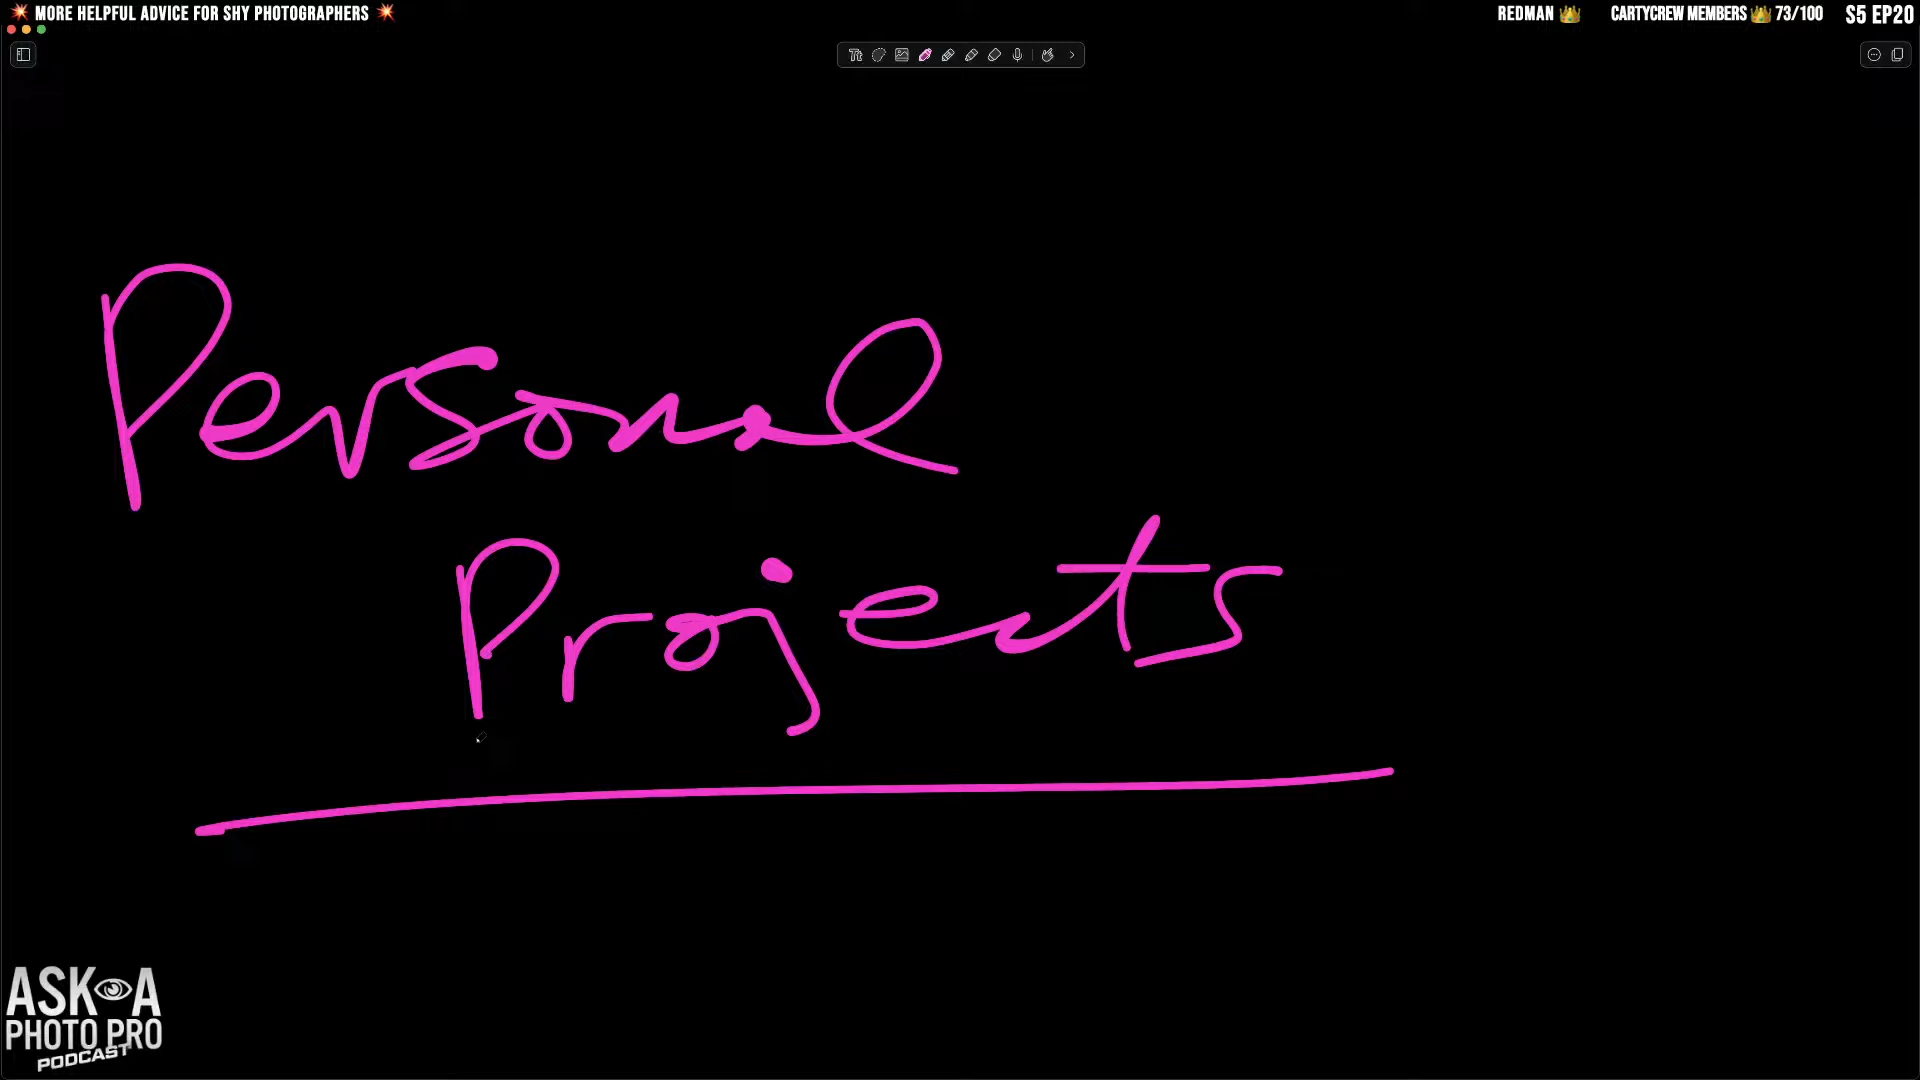 💥 MORE HELPFUL ADVICE FOR SHY PHOTOGRAPHERS 💥
REDMAN 👑 CARTYCREW MEMBERS 👑 73/100 S5 EP20
Tt
Personal
Projects
ASK A
PHOTO PRO
PODCAST